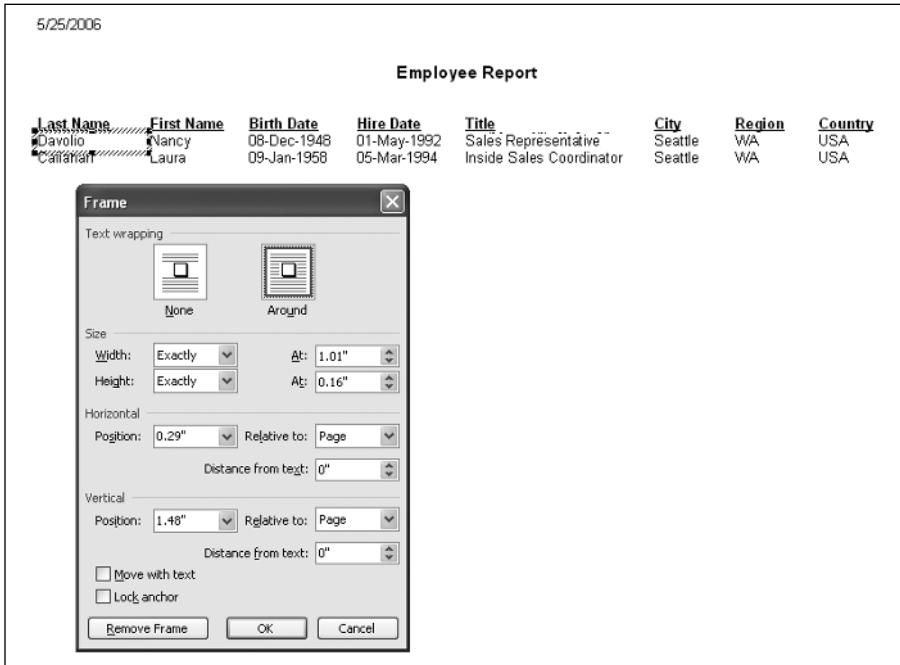 5/25/2006
Employee Report
Last Name First Name Birth Date Hire Date Title City Region Country
Davolio Nancy 08-Dec-1948 01-May-1992 Sales Representative Seattle WA USA
Callahan Laura 09-Jan-1958 05-Mar-1994 Inside Sales Coordinator Seattle WA USA
Frame
Text wrapping
None Around
Size
Width: Exactly At: 1.01"
Height: Exactly At: 0.16"
Horizontal
Position: 0.29" Relative to: Page
Distance from text: 0"
Vertical
Position: 1.48" Relative to: Page
Distance from text: 0"
Move with text
Lock anchor
Remove Frame OK Cancel